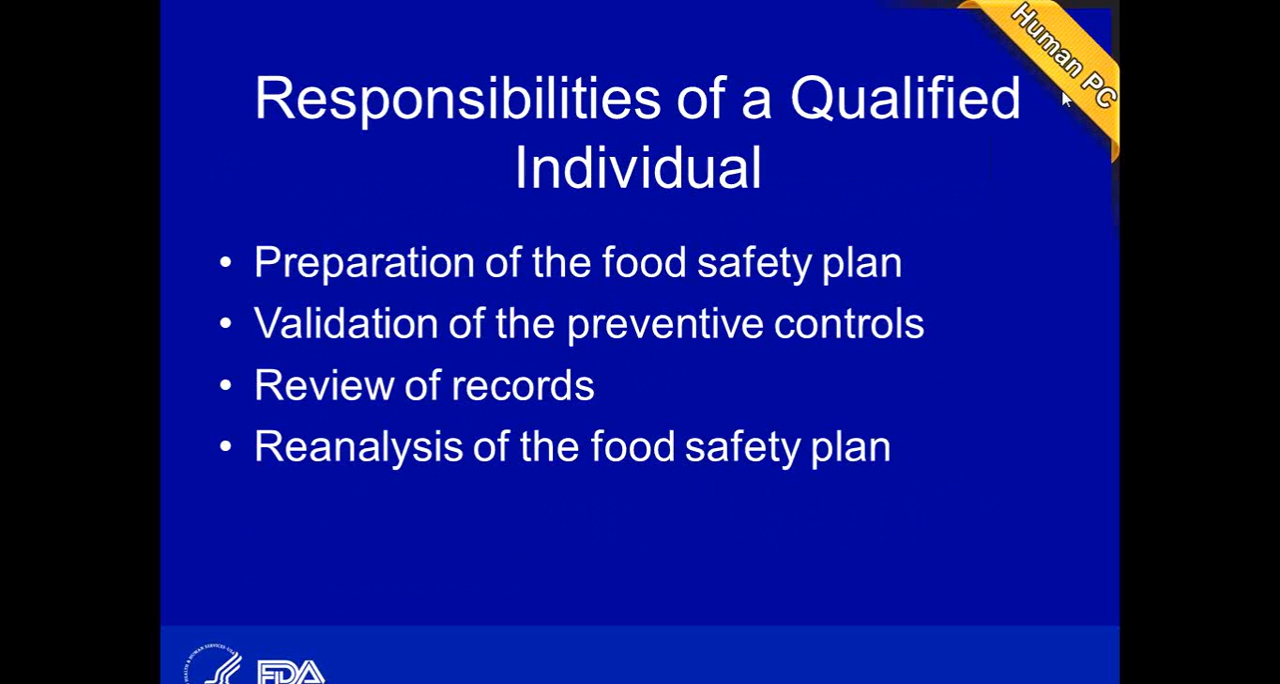 Human PC
Responsibilities of a Qualified
Individual
• Preparation of the food safety plan
• Validation of the preventive controls
• Review of records
• Reanalysis of the food safety plan
FDA